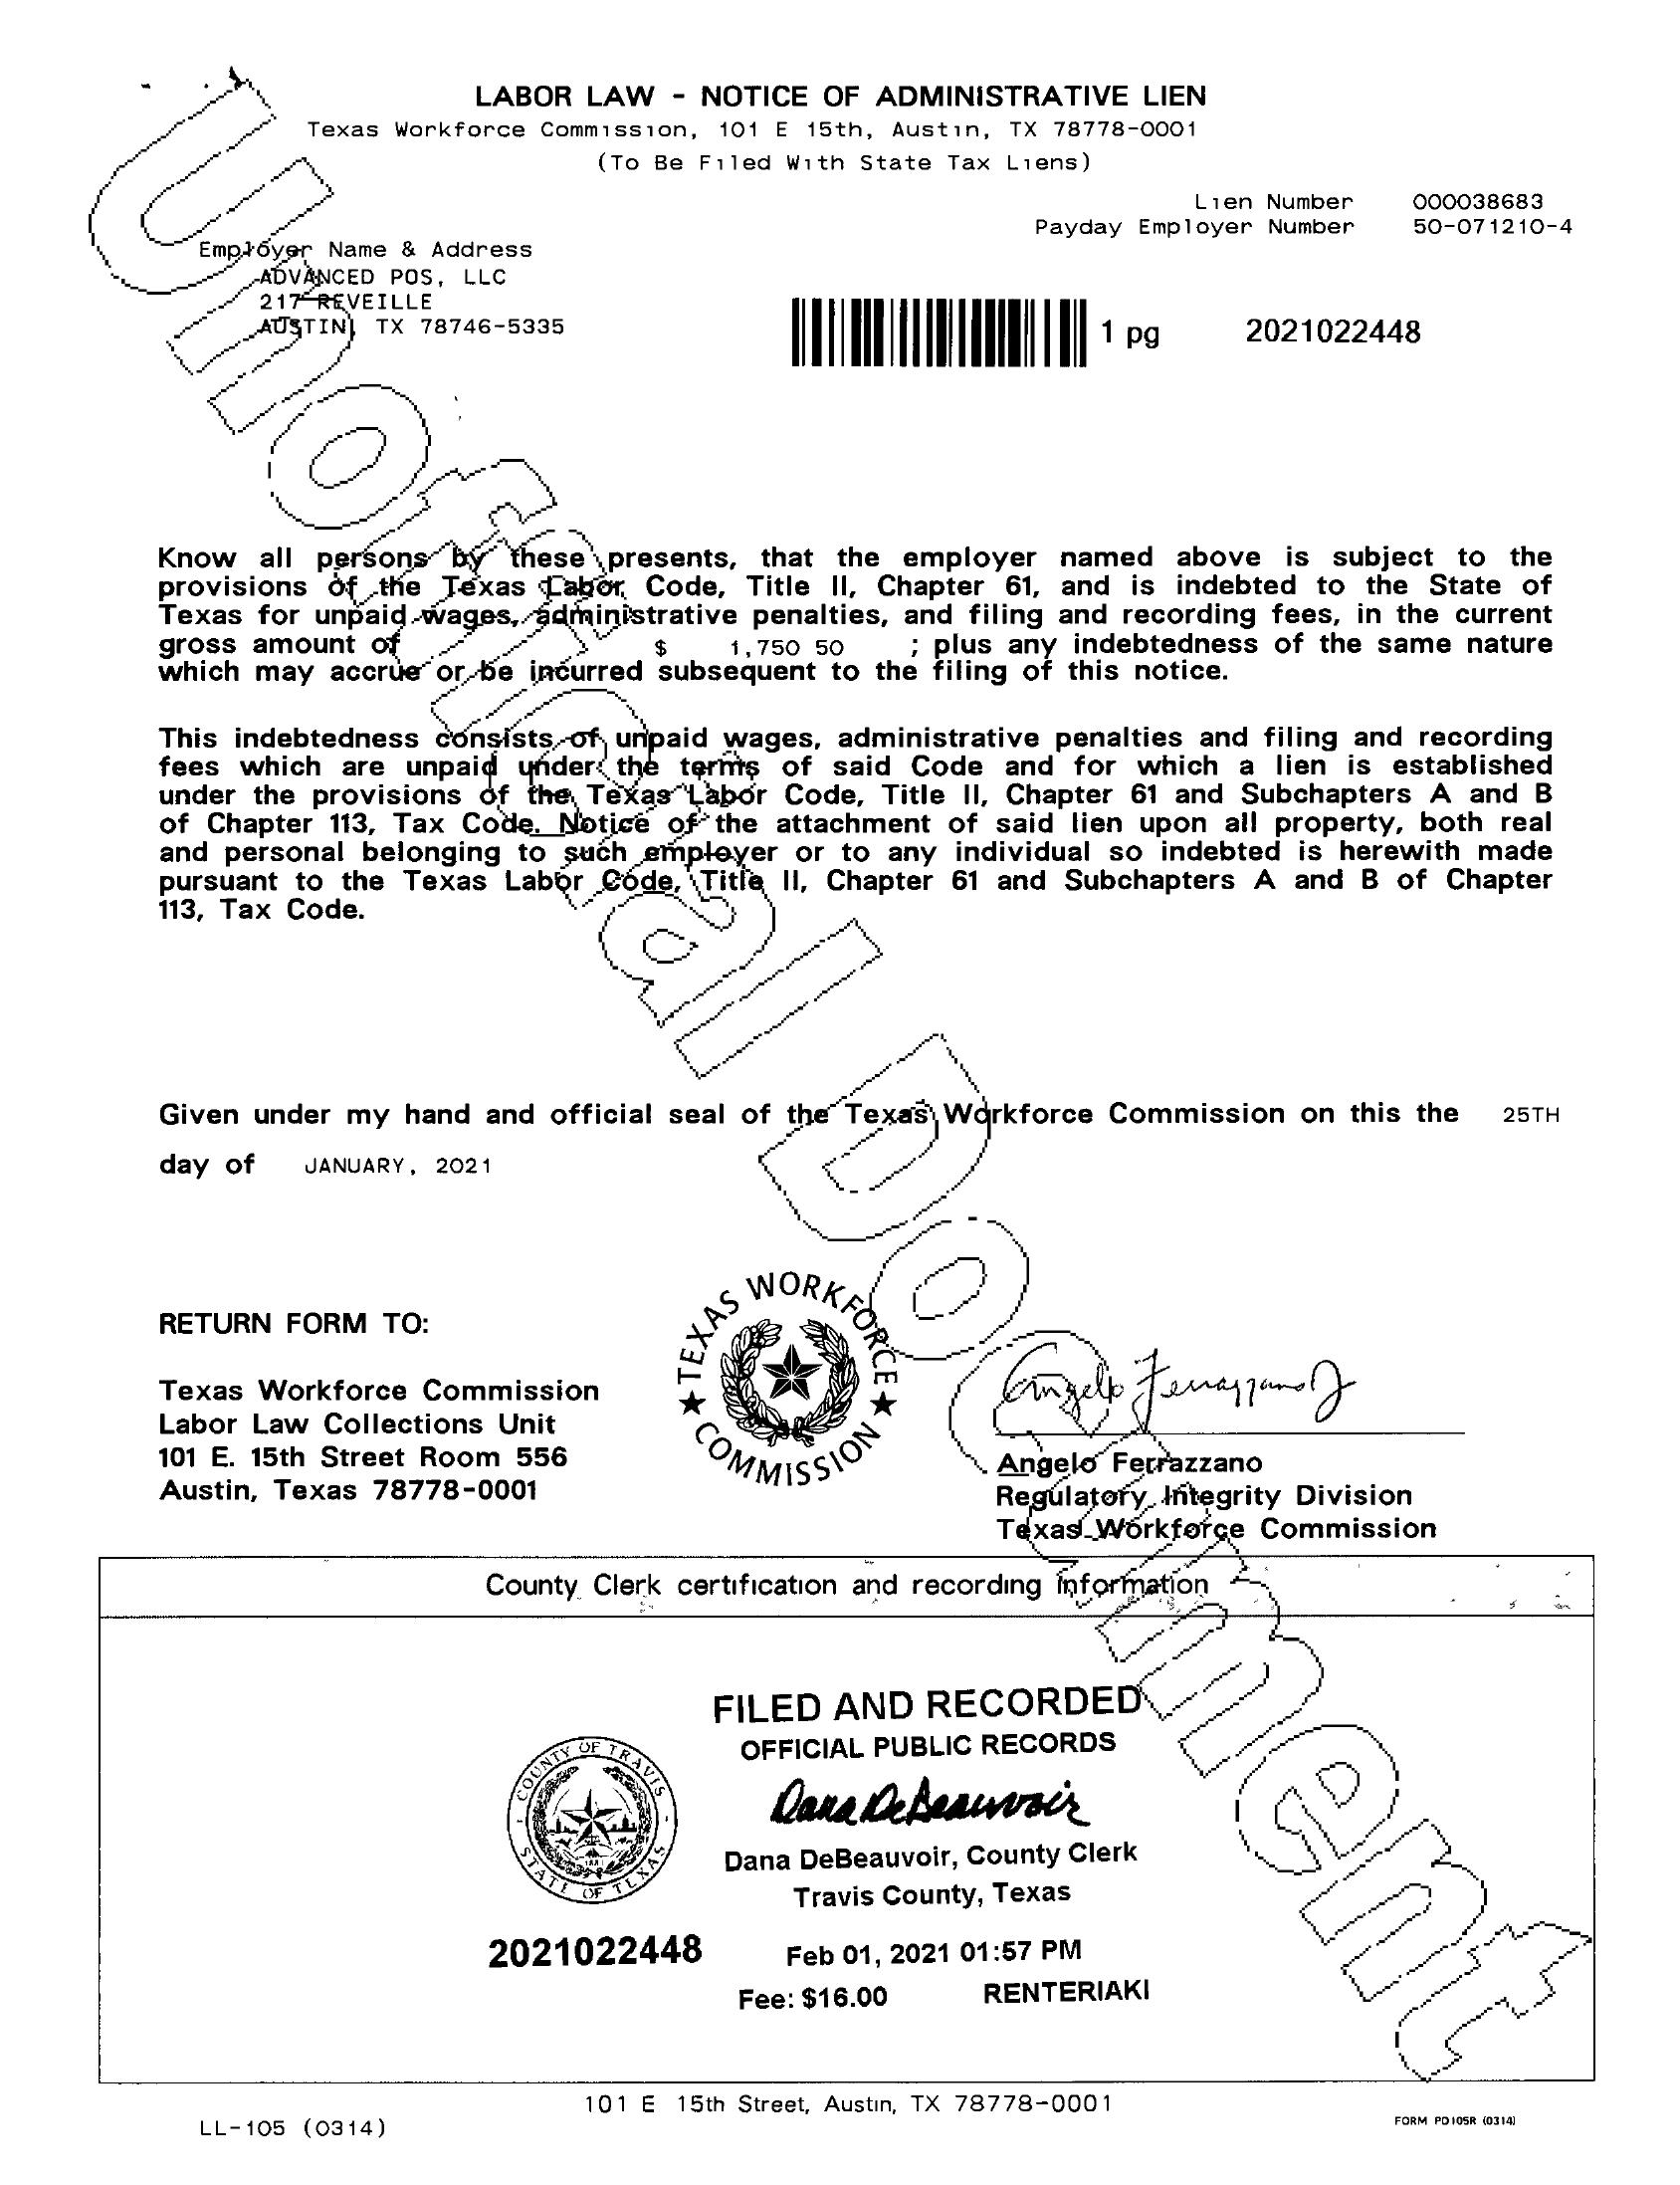 LABOR LAW - NOTICE OF ADMINISTRATIVE LIEN
Texas Workforce Commission, 101 E 15th, Austin, TX 78778-0001
(To Be Filed With State Tax Liens)
Lien Number 000038683
Payday Employer Number 50-071210-4
Employer Name & Address
ADVANCED POS, LLC
217 REVEILLE
AUSTIN, TX 78746-5335
1 pg 2021022448
Know all persons by these presents, that the employer named above is subject to the
provisions of the Texas Labor Code, Title II, Chapter 61, and is indebted to the State of
Texas for unpaid wages, administrative penalties, and filing and recording fees, in the current
gross amount of $ 1,750 50 ; plus any indebtedness of the same nature
which may accrue or be incurred subsequent to the filing of this notice.
This indebtedness consists of unpaid wages, administrative penalties and filing and recording
fees which are unpaid under the terms of said Code and for which a lien is established
under the provisions of the Texas Labor Code, Title II, Chapter 61 and Subchapters A and B
of Chapter 113, Tax Code. Notice of the attachment of said lien upon all property, both real
and personal belonging to such employer or to any individual so indebted is herewith made
pursuant to the Texas Labor Code, Title II, Chapter 61 and Subchapters A and B of Chapter
113, Tax Code.
Given under my hand and official seal of the Texas Workforce Commission on this the 25TH
day of JANUARY, 2021
RETURN FORM TO:
Texas Workforce Commission
Labor Law Collections Unit
101 E. 15th Street Room 556
Austin, Texas 78778-0001
TEXAS WORKFORCE COMMISSION
Angelo Ferrazzano Jr
Angelo Ferrazzano
Regulatory Integrity Division
Texas Workforce Commission
County Clerk certification and recording information
FILED AND RECORDED
OFFICIAL PUBLIC RECORDS
COUNTY OF TRAVIS
STATE OF TEXAS
Dana DeBeauvoir
Dana DeBeauvoir, County Clerk
Travis County, Texas
2021022448 Feb 01, 2021 01:57 PM
Fee: $16.00 RENTERIAKI
101 E 15th Street, Austin, TX 78778-0001
LL-105 (0314)
FORM PD105R (0314)
Unofficial Document